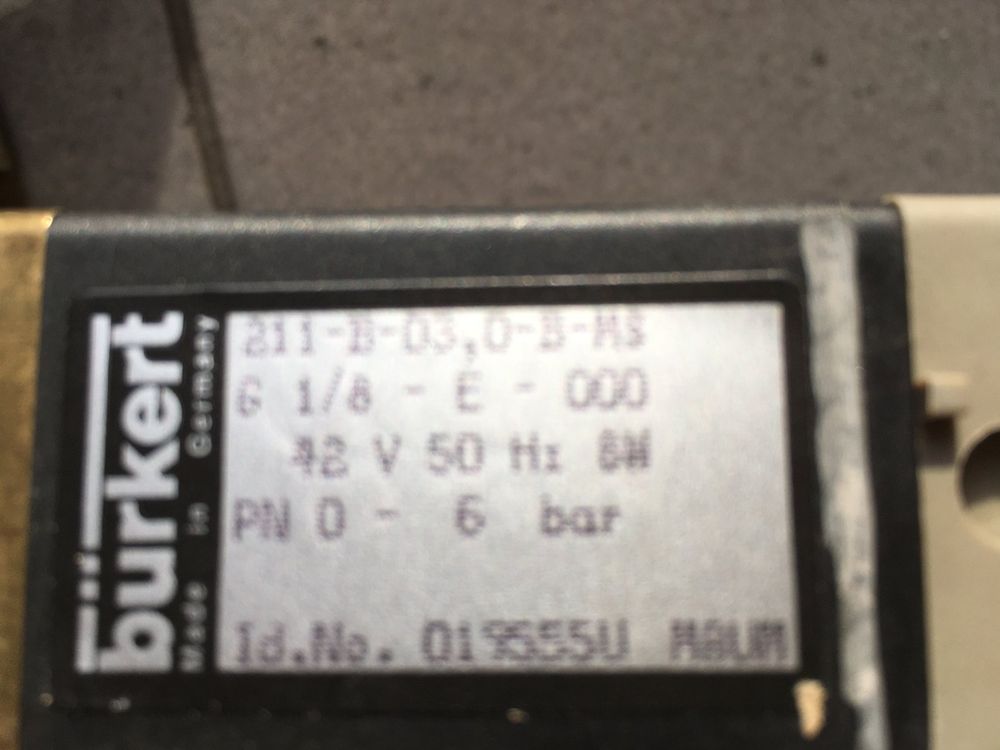 bürkert
Made in Germany
211-B-03,0-B-MS
G 1/8 - E - 000
42 V 50 Hz 8W
PN 0 - 6 bar
Id.No. 019555U